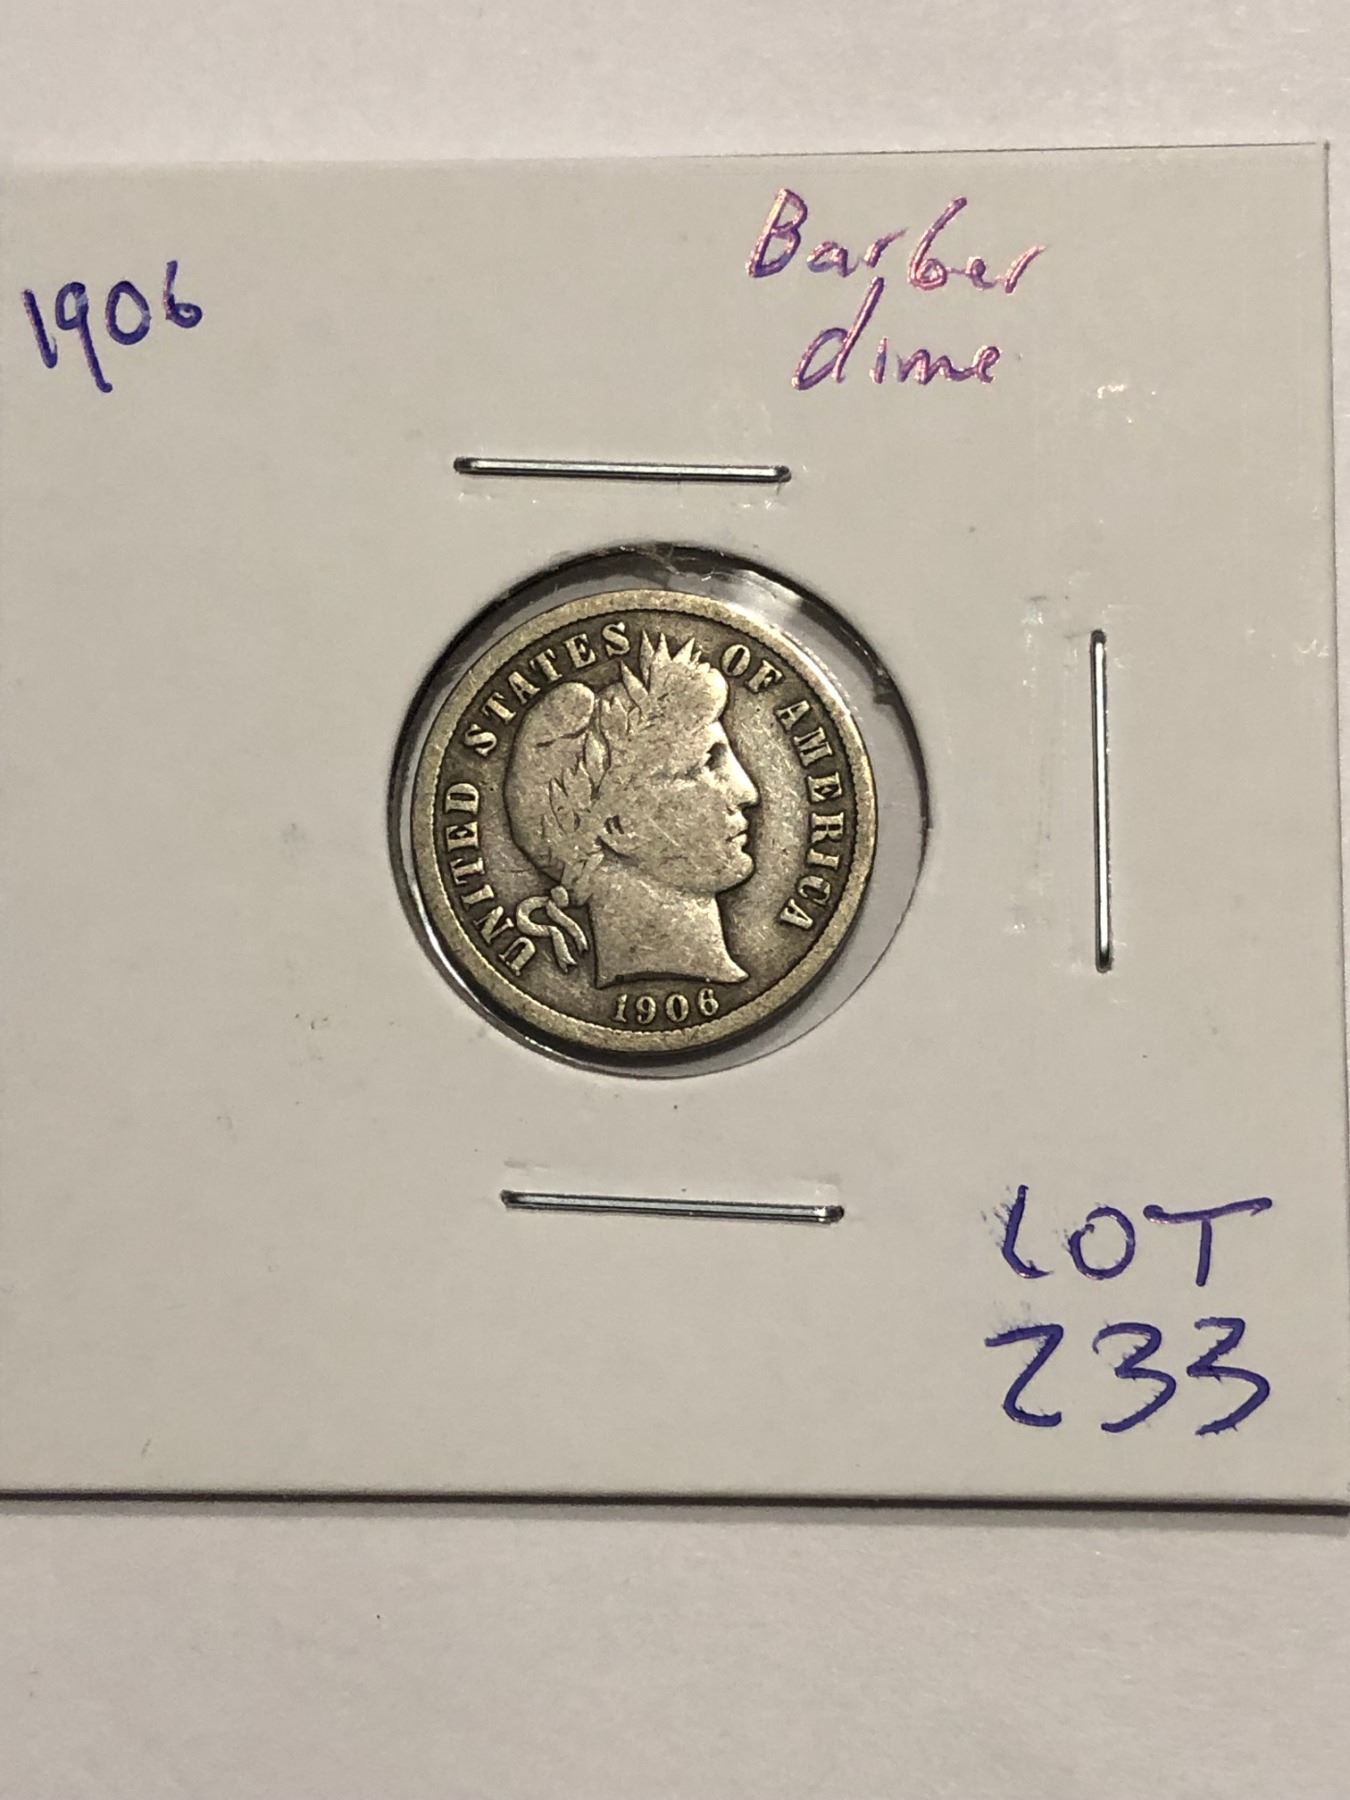 1906
Barber
dime
UNITED STATES OF AMERICA
1906
LOT
233